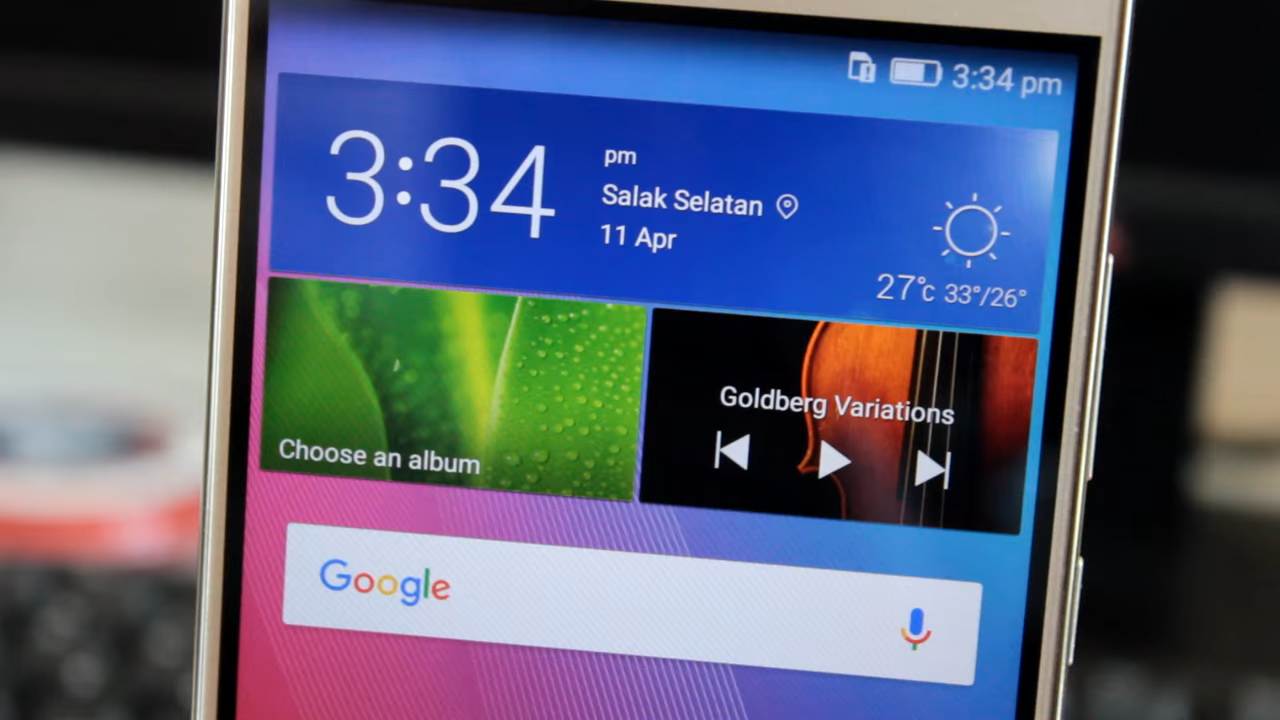 3:34 pm
3:34
pm
Salak Selatan
11 Apr
27°c 33°/26°
Choose an album
Goldberg Variations
Google